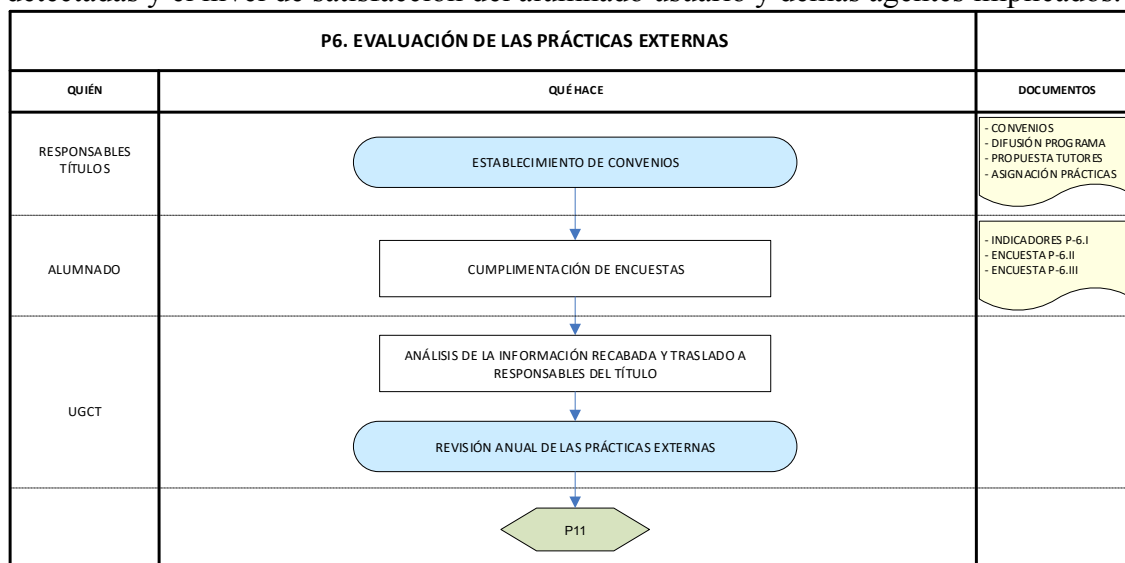 detectadas y el nivel de satisfacción del alumnado usuario y demás agentes implicados.
P6. EVALUACIÓN DE LAS PRÁCTICAS EXTERNAS
QUIÉN
QUÉ HACE
DOCUMENTOS
RESPONSABLES
TÍTULOS
ESTABLECIMIENTO DE CONVENIOS
- CONVENIOS
- DIFUSIÓN PROGRAMA
- PROPUESTA TUTORES
- ASIGNACIÓN PRÁCTICAS
ALUMNADO
CUMPLIMENTACIÓN DE ENCUESTAS
- INDICADORES P-6.I
- ENCUESTA P-6.II
- ENCUESTA P-6.III
UGCT
ANÁLISIS DE LA INFORMACIÓN RECABADA Y TRASLADO A
RESPONSABLES DEL TÍTULO
REVISIÓN ANUAL DE LAS PRÁCTICAS EXTERNAS
P11